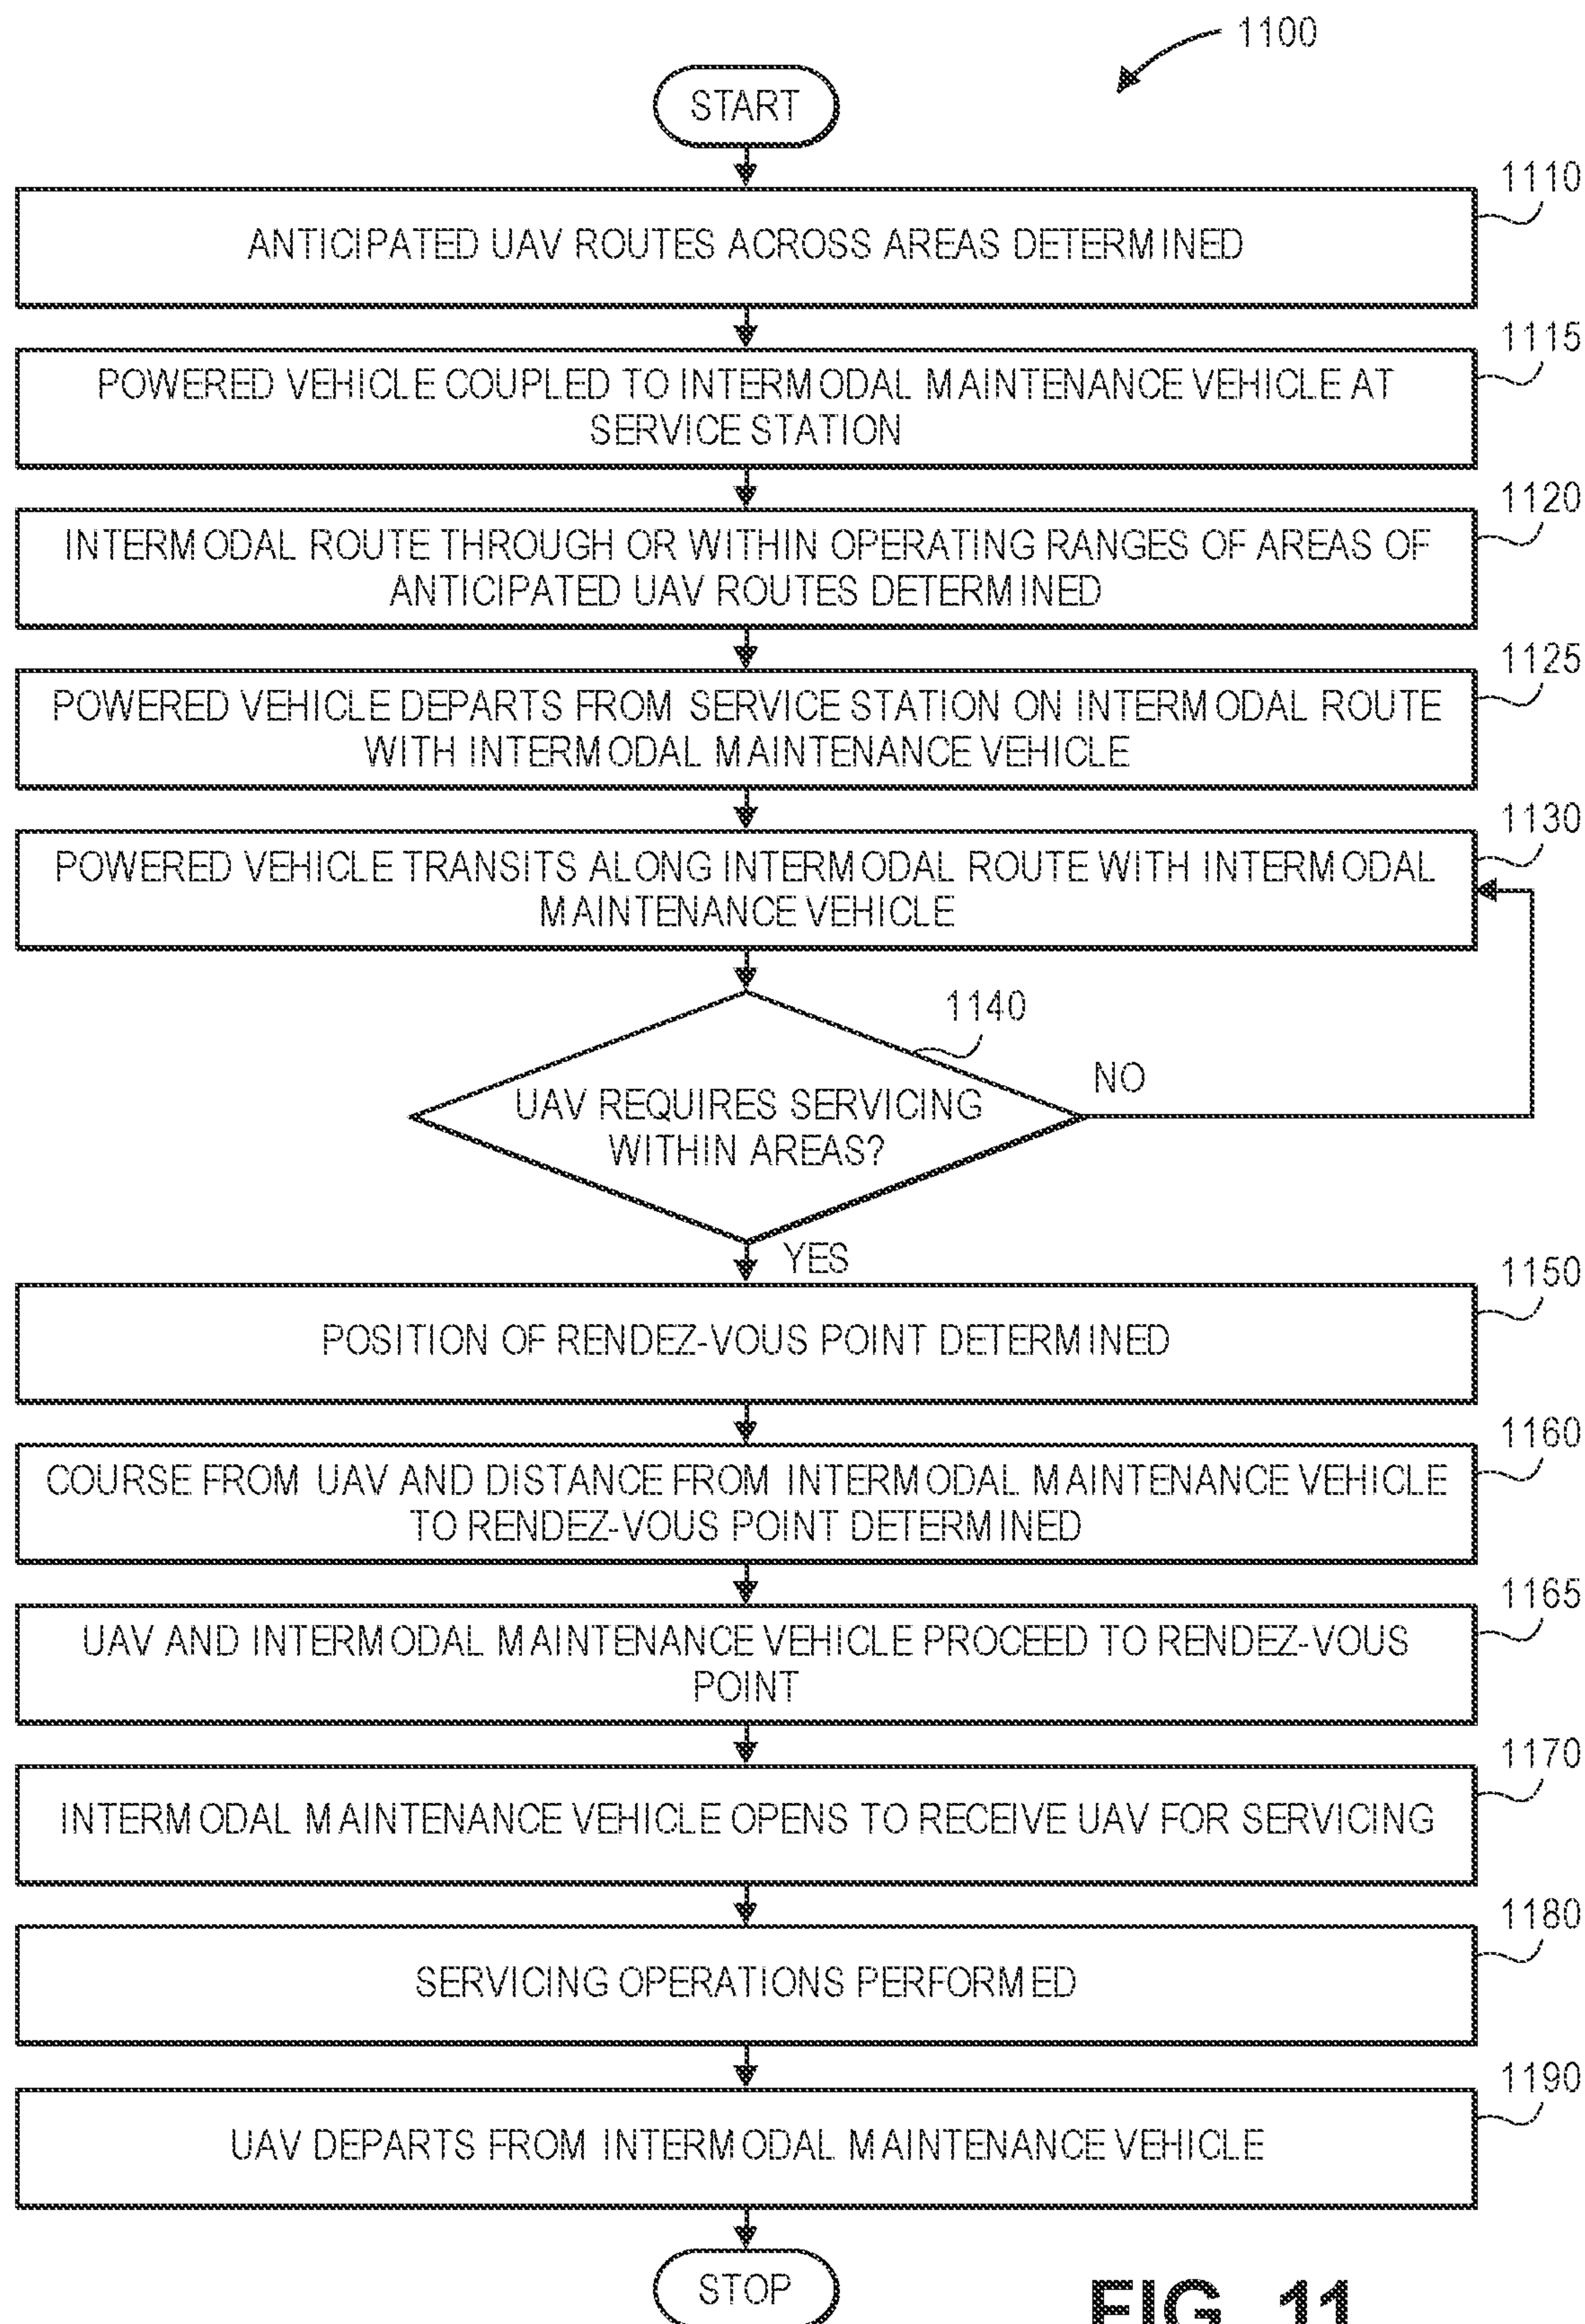 1100
START
1110
ANTICIPATED UAV ROUTES ACROSS AREAS DETERMINED
1115
POWERED VEHICLE COUPLED TO INTERMODAL MAINTENANCE VEHICLE AT
SERVICE STATION
1120
INTERMODAL ROUTE THROUGH OR WITHIN OPERATING RANGES OF AREAS OF
ANTICIPATED UAV ROUTES DETERMINED
1125
POWERED VEHICLE DEPARTS FROM SERVICE STATION ON INTERMODAL ROUTE
WITH INTERMODAL MAINTENANCE VEHICLE
1130
POWERED VEHICLE TRANSITS ALONG INTERMODAL ROUTE WITH INTERMODAL
MAINTENANCE VEHICLE
1140
NO
UAV REQUIRES SERVICING
WITHIN AREAS?
YES
1150
POSITION OF RENDEZ-VOUS POINT DETERMINED
1160
COURSE FROM UAV AND DISTANCE FROM INTERMODAL MAINTENANCE VEHICLE
TO RENDEZ-VOUS POINT DETERMINED
1165
UAV AND INTERMODAL MAINTENANCE VEHICLE PROCEED TO RENDEZ-VOUS
POINT
1170
INTERMODAL MAINTENANCE VEHICLE OPENS TO RECEIVE UAV FOR SERVICING
1180
SERVICING OPERATIONS PERFORMED
1190
UAV DEPARTS FROM INTERMODAL MAINTENANCE VEHICLE
STOP
FIG. 11